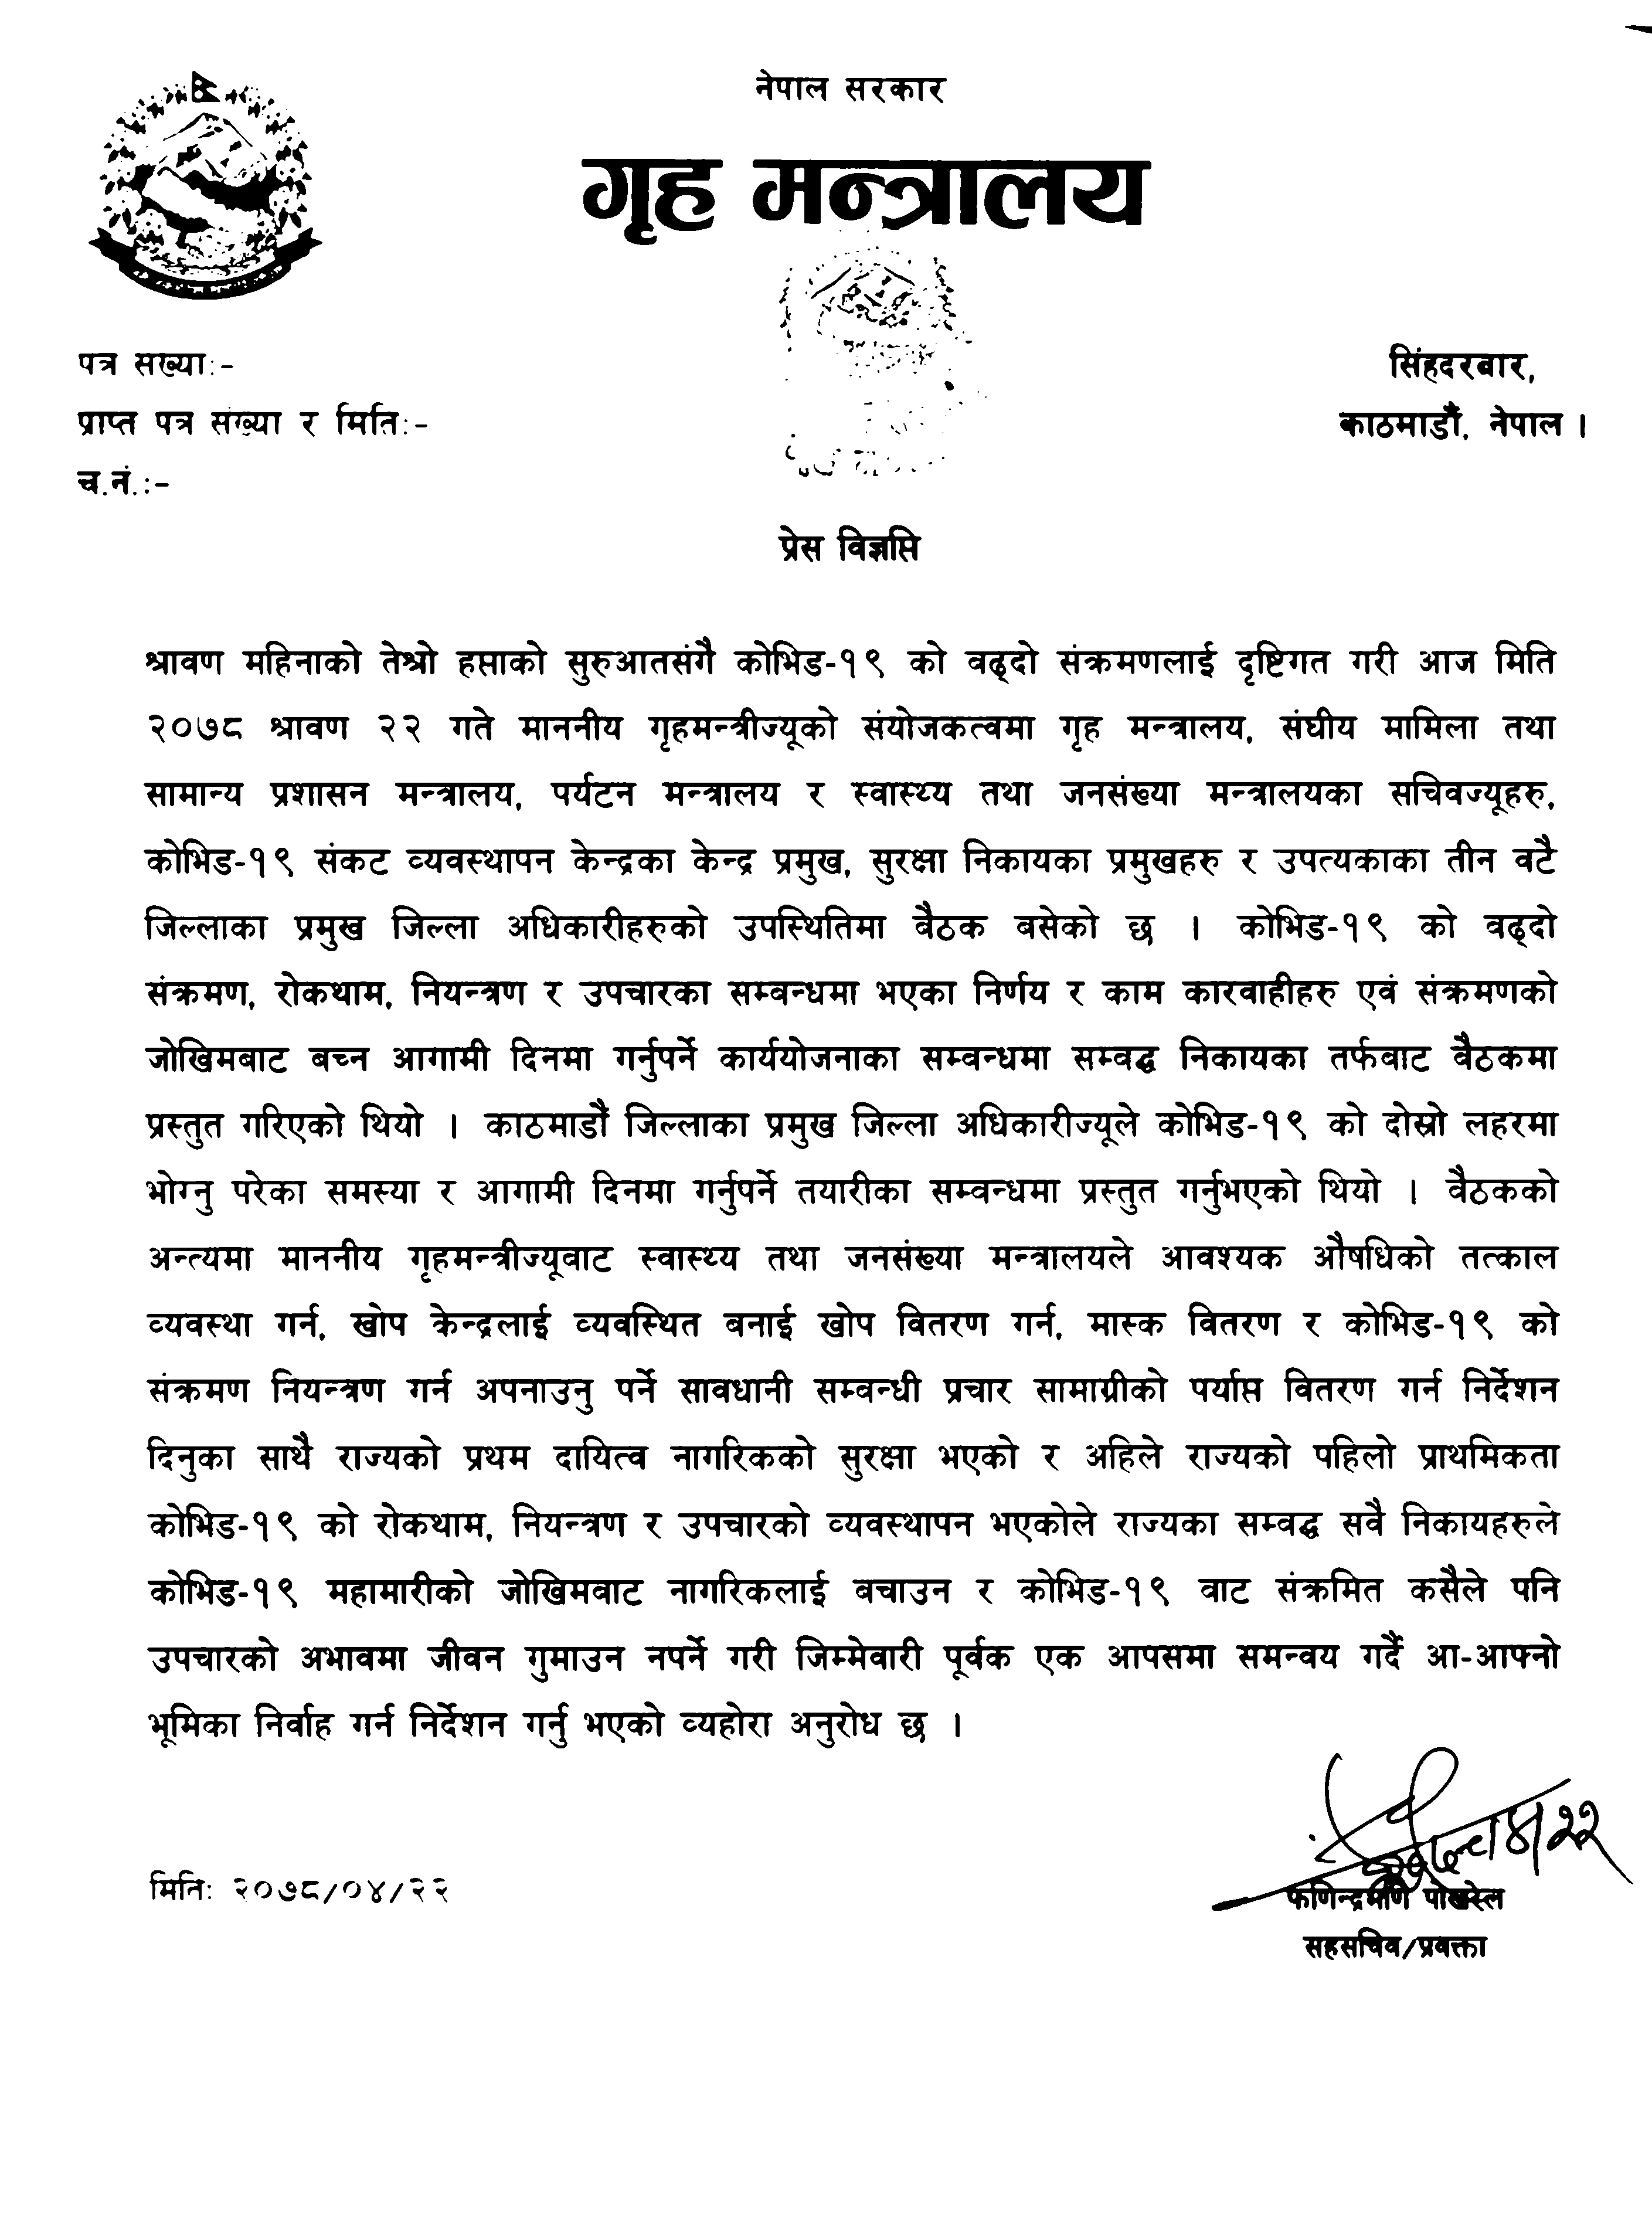 नेपाल सरकार
गृह मन्त्रालय
पत्र सख्या:-
प्राप्त पत्र संख्या र मिति:-
च.नं.:-
सिंहदरबार,
काठमाडौं, नेपाल ।
प्रेस विज्ञप्ति
श्रावण महिनाको तेश्रो हप्ताको सुरुआतसंगै कोभिड-१९ को बढ्दो संक्रमणलाई दृष्टिगत गरी आज मिति
२०७८ श्रावण २२ गते माननीय गृहमन्त्रीज्यूको संयोजकत्वमा गृह मन्त्रालय, संघीय मामिला तथा
सामान्य प्रशासन मन्त्रालय, पर्यटन मन्त्रालय र स्वास्थ्य तथा जनसंख्या मन्त्रालयका सचिवज्यूहरु,
कोभिड-१९ संकट व्यवस्थापन केन्द्रका केन्द्र प्रमुख, सुरक्षा निकायका प्रमुखहरु र उपत्यकाका तीन वटै
जिल्लाका प्रमुख जिल्ला अधिकारीहरुको उपस्थितिमा बैठक बसेको छ । कोभिड-१९ को वढ्दो
संक्रमण, रोकथाम, नियन्त्रण र उपचारका सम्वन्धमा भएका निर्णय र काम कारवाहीहरु एवं संक्रमणको
जोखिमबाट बच्न आगामी दिनमा गर्नुपर्ने कार्ययोजनाका सम्वन्धमा सम्वद्ध निकायका तर्फवाट वैठकमा
प्रस्तुत गरिएको थियो । काठमाडौं जिल्लाका प्रमुख जिल्ला अधिकारीज्यूले कोभिड-१९ को दोस्रो लहरमा
भोग्नु परेका समस्या र आगामी दिनमा गर्नुपर्ने तयारीका सम्वन्धमा प्रस्तुत गर्नुभएको थियो । वैठकको
अन्त्यमा माननीय गृहमन्त्रीज्यूवाट स्वास्थ्य तथा जनसंख्या मन्त्रालयले आवश्यक औषधिको तत्काल
व्यवस्था गर्न, खोप केन्द्रलाई व्यवस्थित बनाई खोप वितरण गर्न, मास्क वितरण र कोभिड-१९ को
संक्रमण नियन्त्रण गर्न अपनाउनु पर्ने सावधानी सम्बन्धी प्रचार सामाग्रीको पर्याप्त वितरण गर्न निर्देशन
दिनुका साथै राज्यको प्रथम दायित्व नागरिकको सुरक्षा भएको र अहिले राज्यको पहिलो प्राथमिकता
कोभिड-१९ को रोकथाम, नियन्त्रण र उपचारको व्यवस्थापन भएकोले राज्यका सम्वद्ध सवै निकायहरुले
कोभिड-१९ महामारीको जोखिमबाट नागरिकलाई बचाउन र कोभिड-१९ वाट संक्रमित कसैले पनि
उपचारको अभावमा जीवन गुमाउन नपर्ने गरी जिम्मेवारी पूर्वक एक आपसमा समन्वय गर्दै आ-आफ्नो
भूमिका निर्वाह गर्न निर्देशन गर्नु भएको व्यहोरा अनुरोध छ ।
२०७८/४/२२
मिति: २०७८/०४/२२
फणिन्द्रमणि पोखरेल
सहसचिव/प्रवक्ता